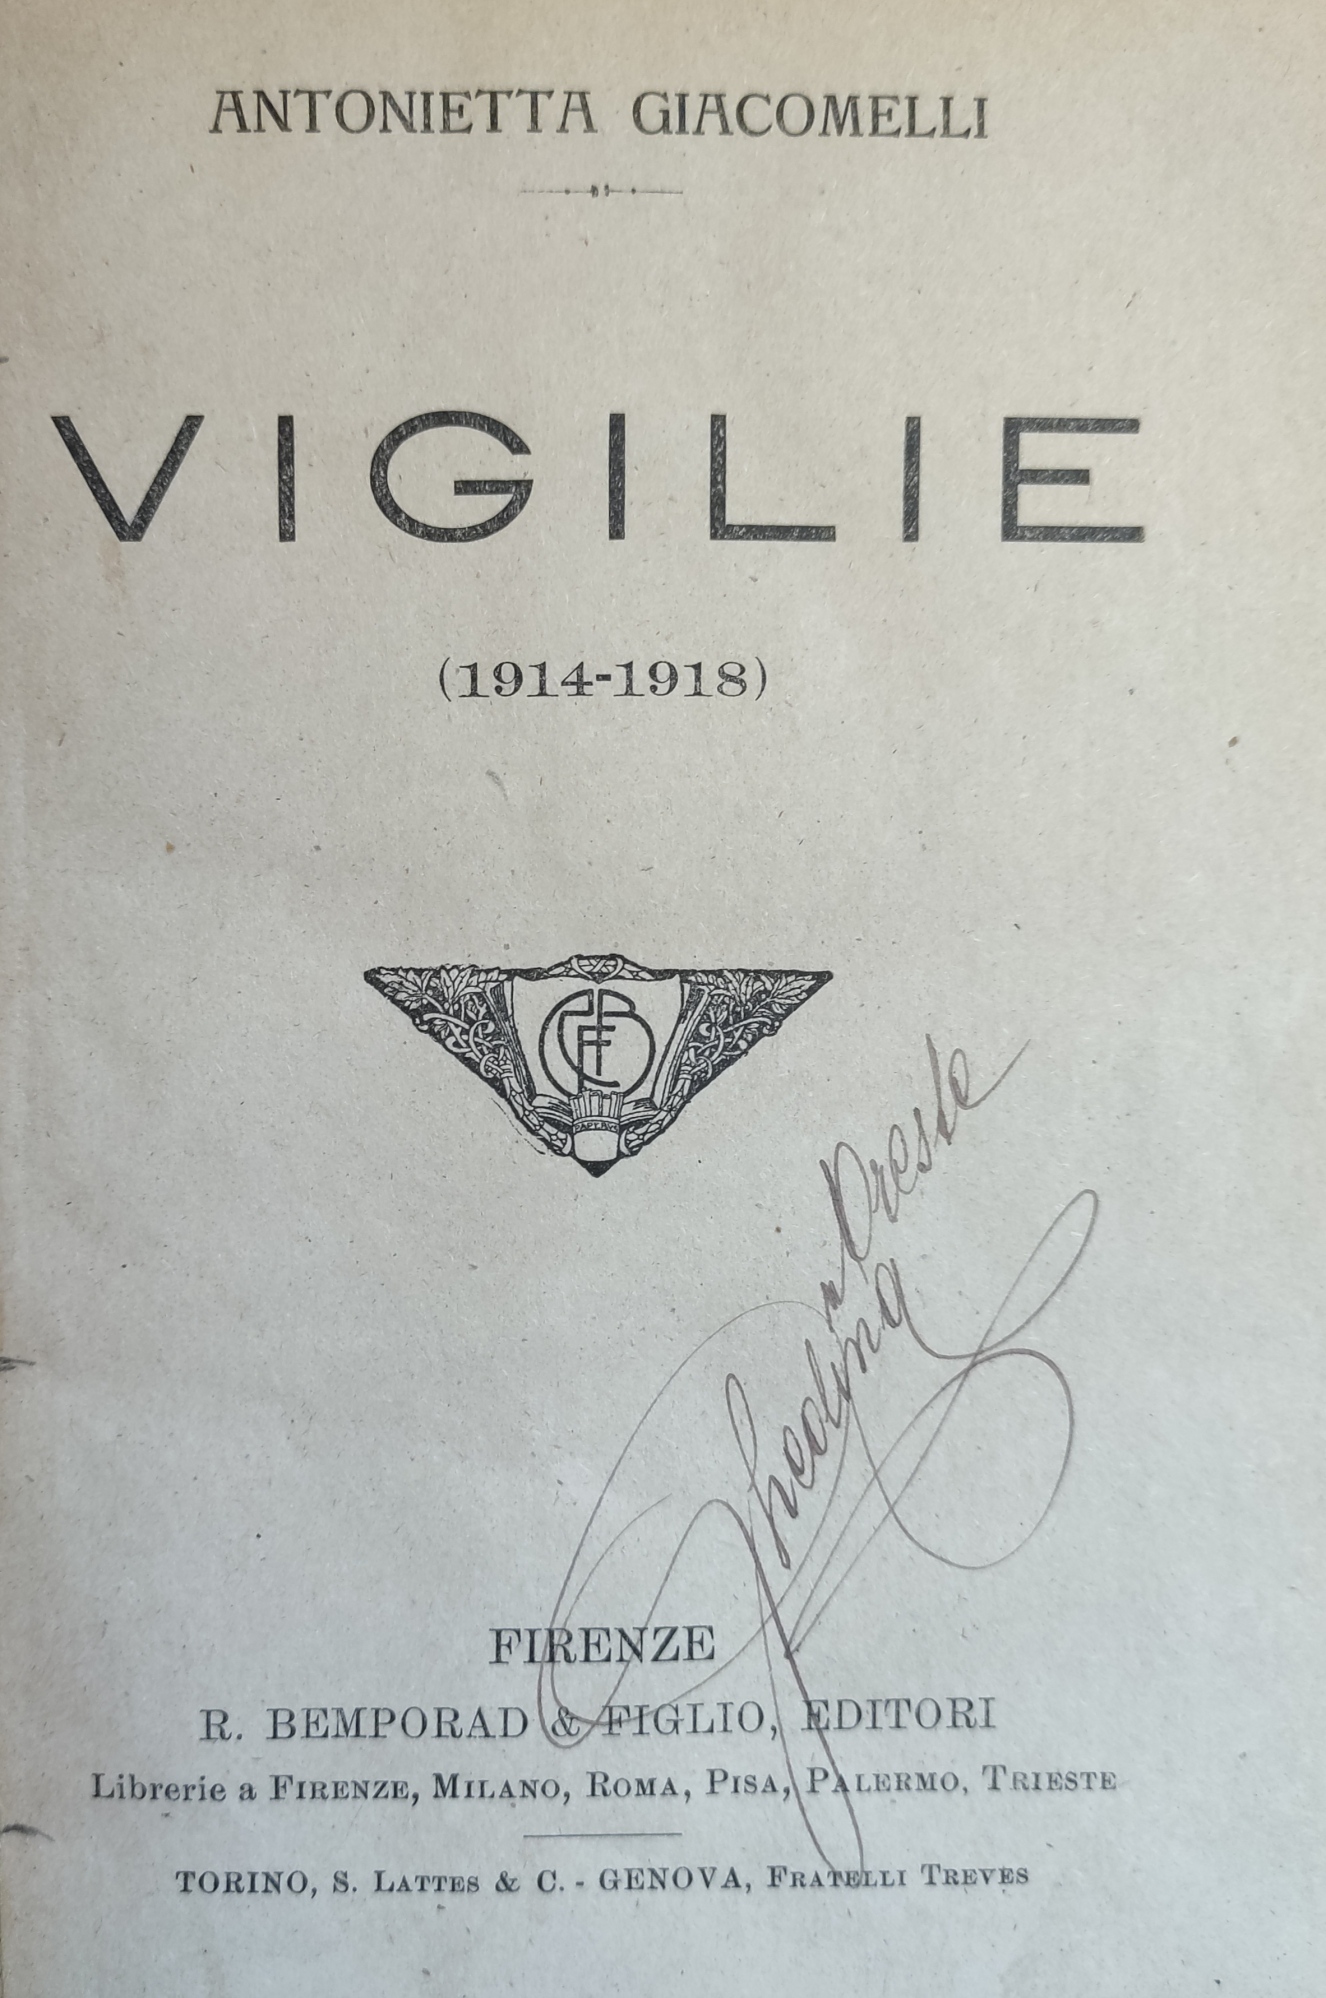 ANTONIETTA GIACOMELLI
VIGILIE
(1914-1918)
Oreste
FIRENZE
R. BEMPORAD & FIGLIO, EDITORI
Librerie a FIRENZE, MILANO, ROMA, PISA, PALERMO, TRIESTE
TORINO, S. LATTES & C. - GENOVA, FRATELLI TREVES